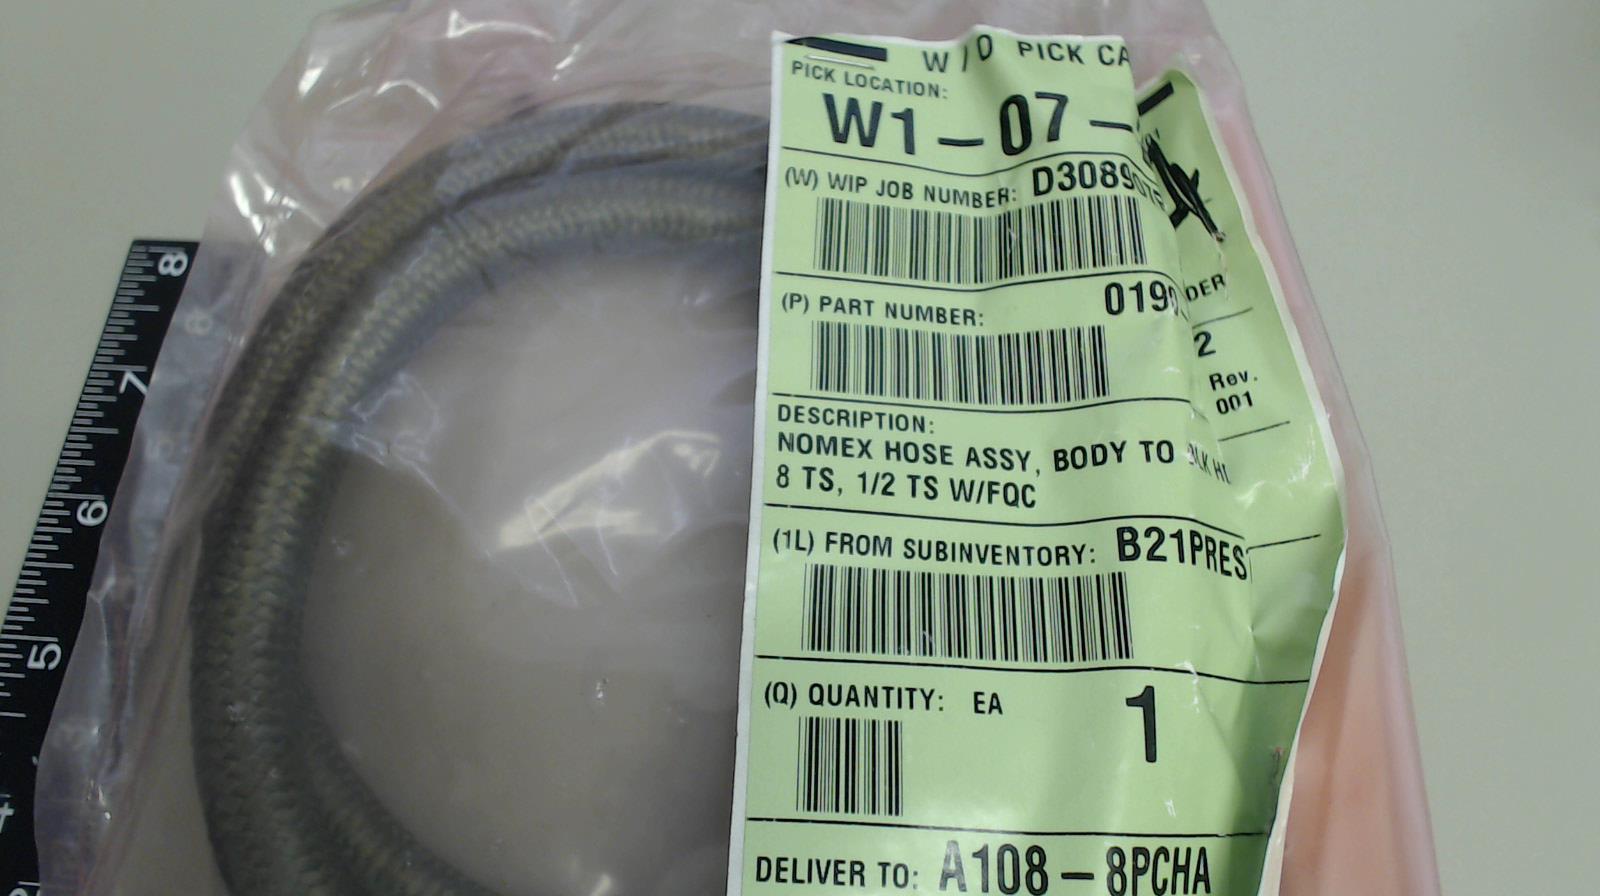 W/O PICK CA
PICK LOCATION:
W1-07-
(W) WIP JOB NUMBER: D3089
(P) PART NUMBER: 019
DER
2
Rev.
001
DESCRIPTION:
NOMEX HOSE ASSY, BODY TO
8 TS, 1/2 TS W/FQC
(1L) FROM SUBINVENTORY: B21PRES
(Q) QUANTITY: EA 1
DELIVER TO: A108-8PCHA
8
7
6
5
4